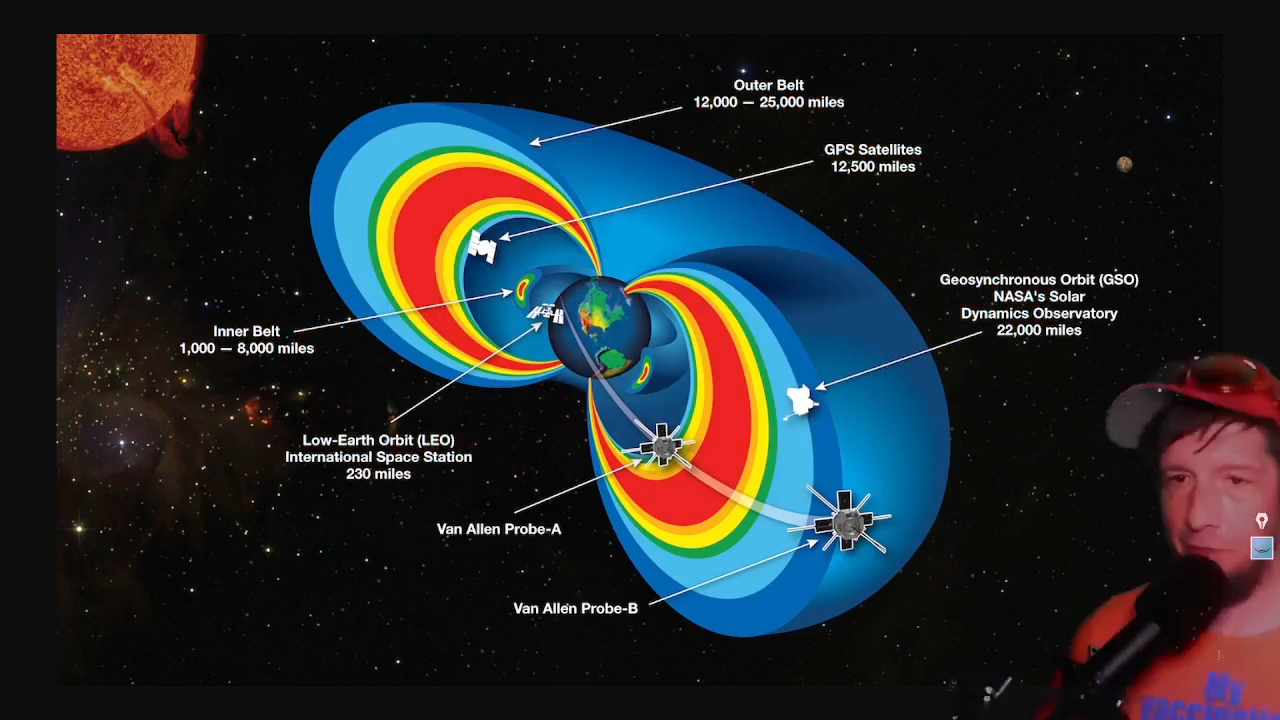 Outer Belt
12,000 — 25,000 miles
GPS Satellites
12,500 miles
Geosynchronous Orbit (GSO)
NASA's Solar
Dynamics Observatory
22,000 miles
Inner Belt
1,000 — 8,000 miles
Low-Earth Orbit (LEO)
International Space Station
230 miles
Van Allen Probe-A
Van Allen Probe-B
My